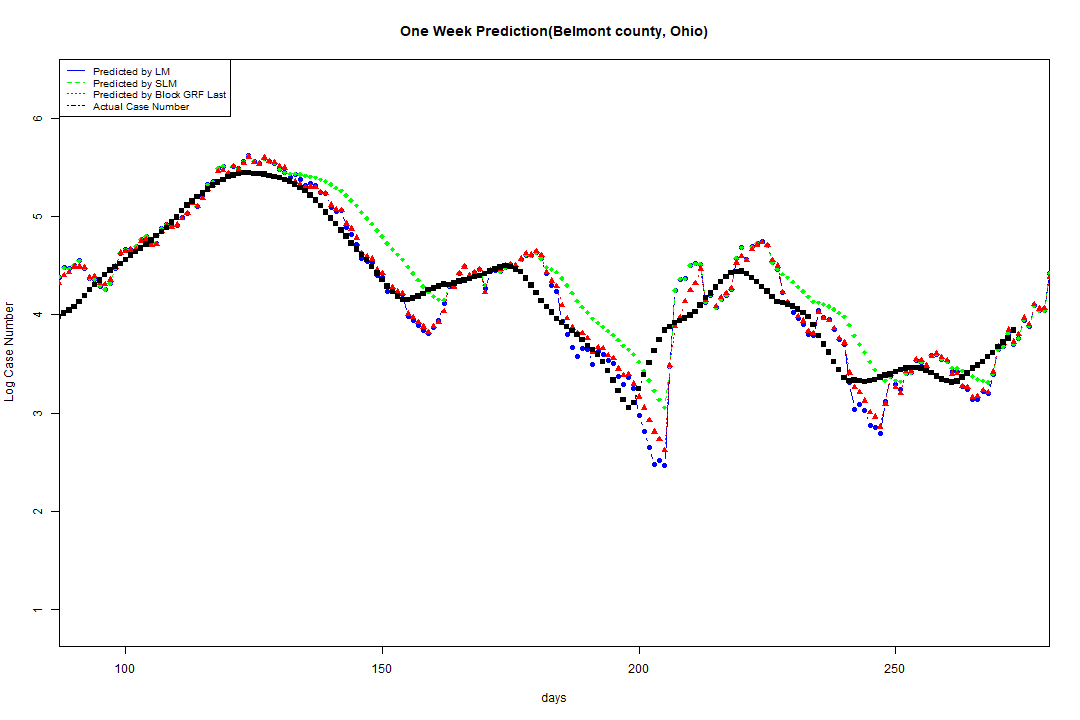 One Week Prediction(Belmont county, Ohio)
Predicted by LM
Predicted by SLM
Predicted by Block GRF Last
Actual Case Number
6
5
4
3
2
1
Log Case Number
100 150 200 250
days